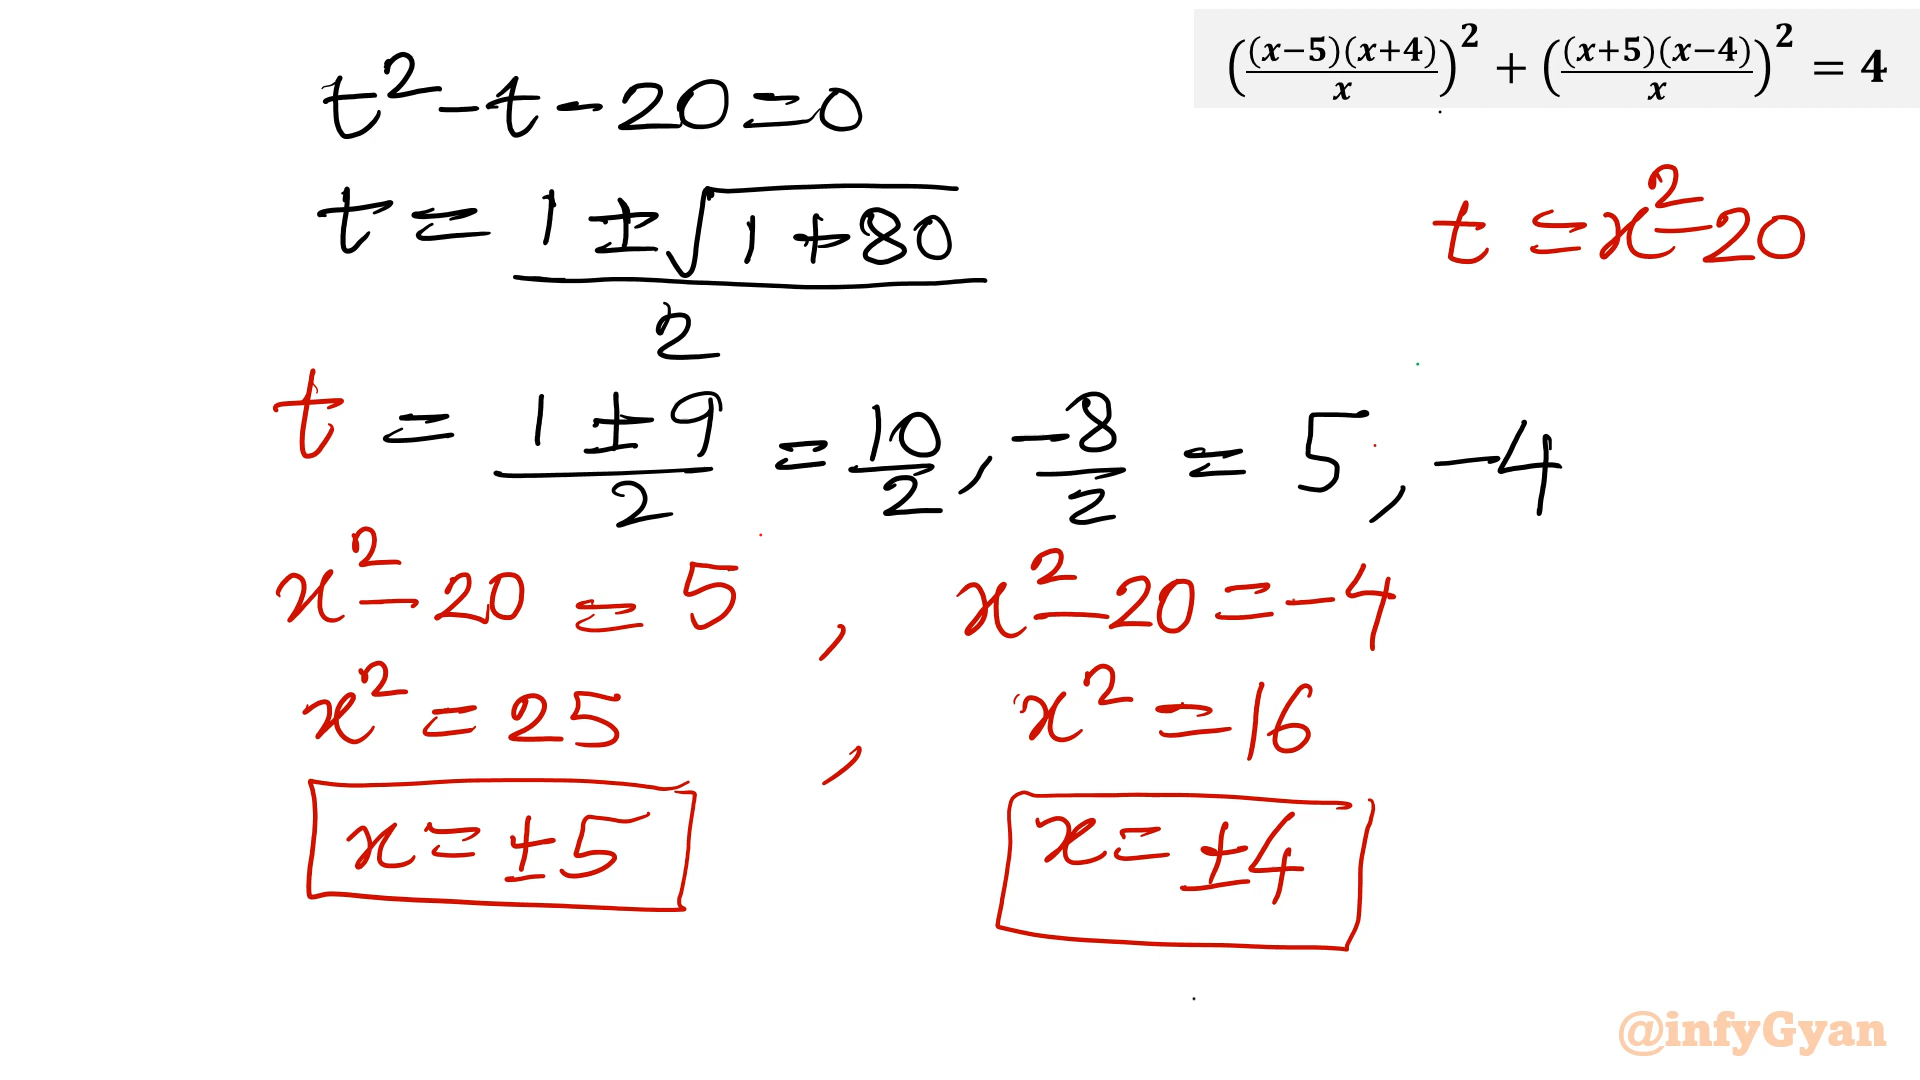 ((x−5)(x+4)/x)² + ((x+5)(x−4)/x)² = 4
t² - t - 20 = 0
t = x² - 20
t = (1 ± √(1 + 80))/2
t = (1 ± 9)/2 = 10/2, -8/2 = 5, -4
x² - 20 = 5 , x² - 20 = -4
x² = 25 , x² = 16
x = ±5 x = ±4
@infyGyan